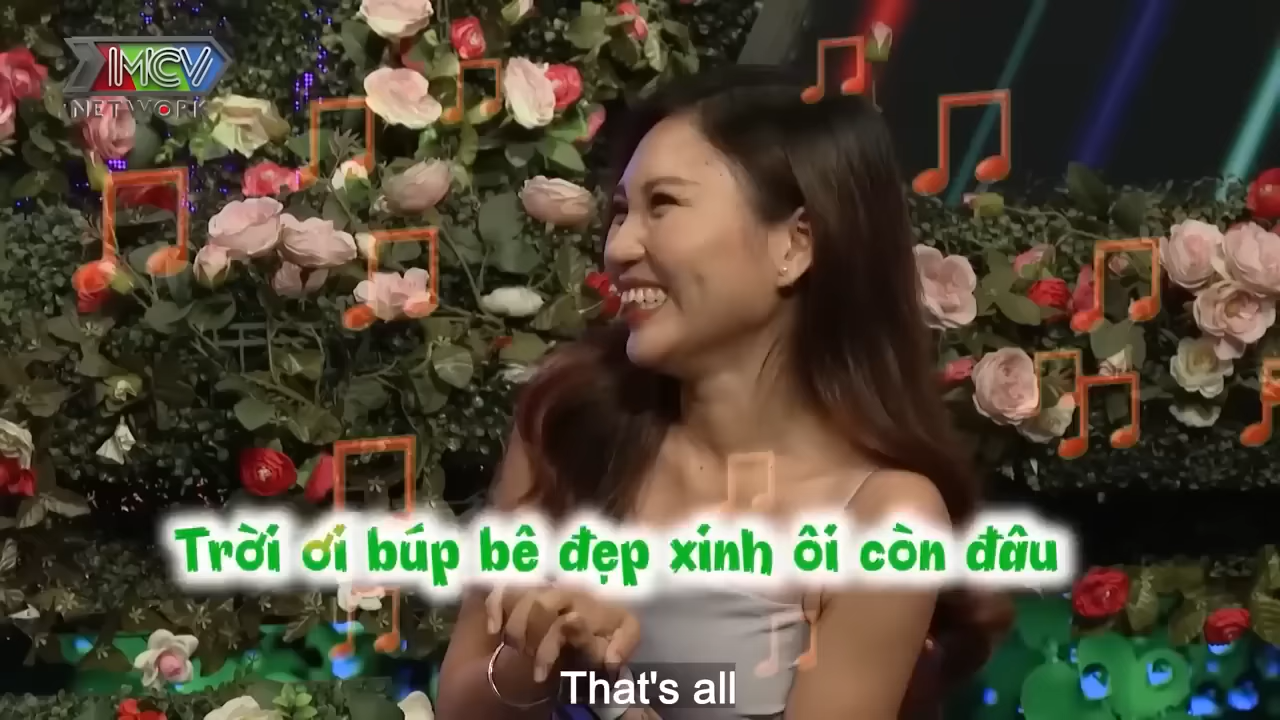 MCV
NETWORK
Trời ơi búp bê đẹp xinh ôi còn đâu
That's all